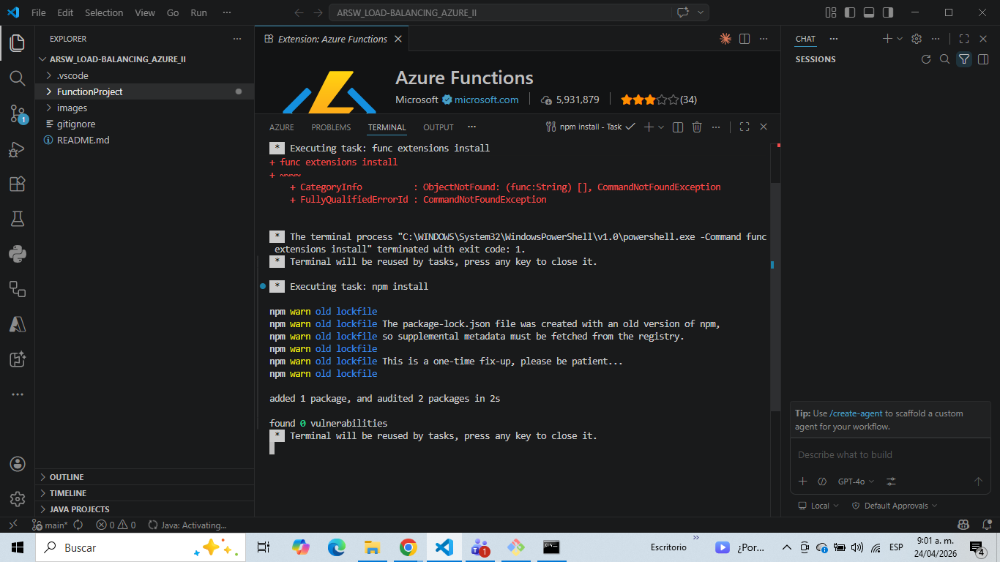 File Edit Selection View Go Run ··· ARSW_LOAD-BALANCING_AZURE_II
EXPLORER ···
ARSW_LOAD-BALANCING_AZURE_II
.vscode
FunctionProject
images
gitignore
README.md
OUTLINE
TIMELINE
JAVA PROJECTS
1
Extension: Azure Functions
Azure Functions
Microsoft microsoft.com 5,931,879 (34)
AZURE PROBLEMS TERMINAL OUTPUT ··· npm install - Task
* Executing task: func extensions install
+ func extensions install
+ ~~~~
+ CategoryInfo : ObjectNotFound: (func:String) [], CommandNotFoundException
+ FullyQualifiedErrorId : CommandNotFoundException
* The terminal process "C:\WINDOWS\System32\WindowsPowerShell\v1.0\powershell.exe -Command func
extensions install" terminated with exit code: 1.
* Terminal will be reused by tasks, press any key to close it.
* Executing task: npm install
npm warn old lockfile
npm warn old lockfile The package-lock.json file was created with an old version of npm,
npm warn old lockfile so supplemental metadata must be fetched from the registry.
npm warn old lockfile
npm warn old lockfile This is a one-time fix-up, please be patient...
npm warn old lockfile
added 1 package, and audited 2 packages in 2s
found 0 vulnerabilities
* Terminal will be reused by tasks, press any key to close it.
CHAT ···
SESSIONS
Tip: Use /create-agent to scaffold a custom
agent for your workflow.
Describe what to build
GPT-4o
Local Default Approvals
main* 0 0 Java: Activating...
Buscar
1
Escritorio » ¿Por... ESP
9:01 a. m.
24/04/2026
4